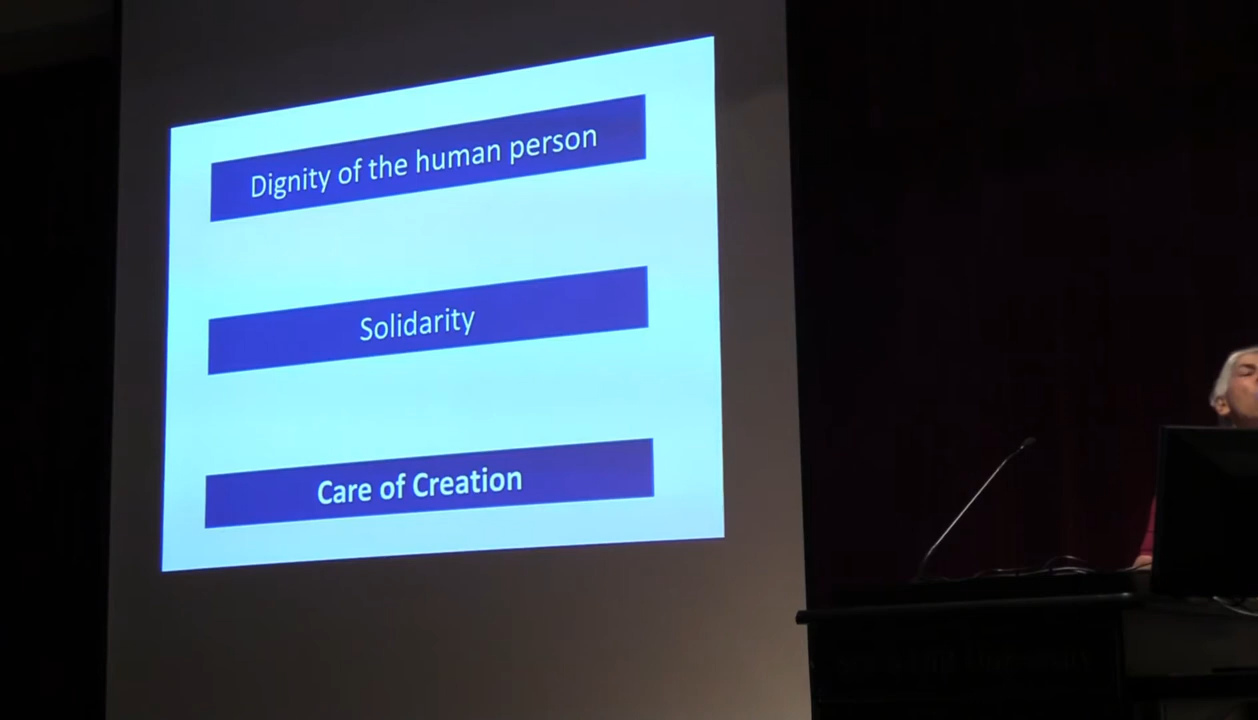 Dignity of the human person
Solidarity
Care of Creation